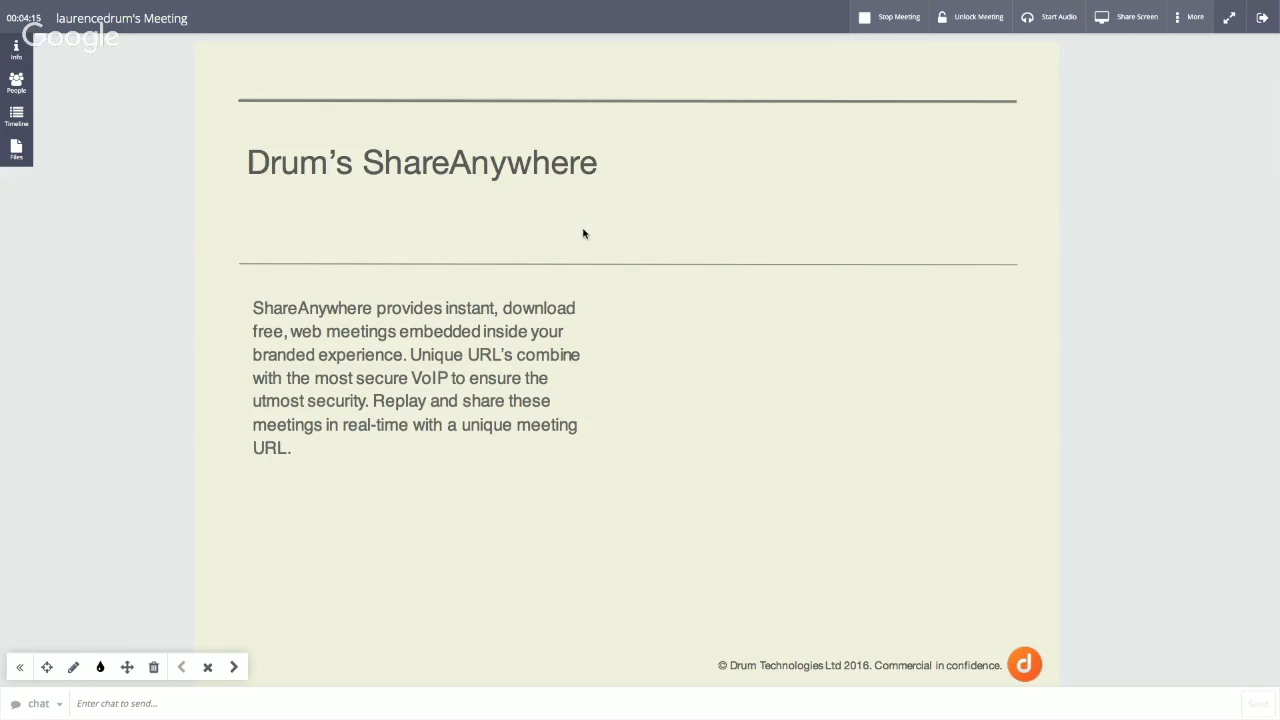 00:04:15 laurencedrum's Meeting Stop Meeting Unlock Meeting Start Audio Share Screen More
Google
Info
People
Timeline
Files
Drum’s ShareAnywhere
ShareAnywhere provides instant, download
free, web meetings embedded inside your
branded experience. Unique URL’s combine
with the most secure VoIP to ensure the
utmost security. Replay and share these
meetings in real-time with a unique meeting
URL.
© Drum Technologies Ltd 2016. Commercial in confidence.
d
chat Enter chat to send... Send